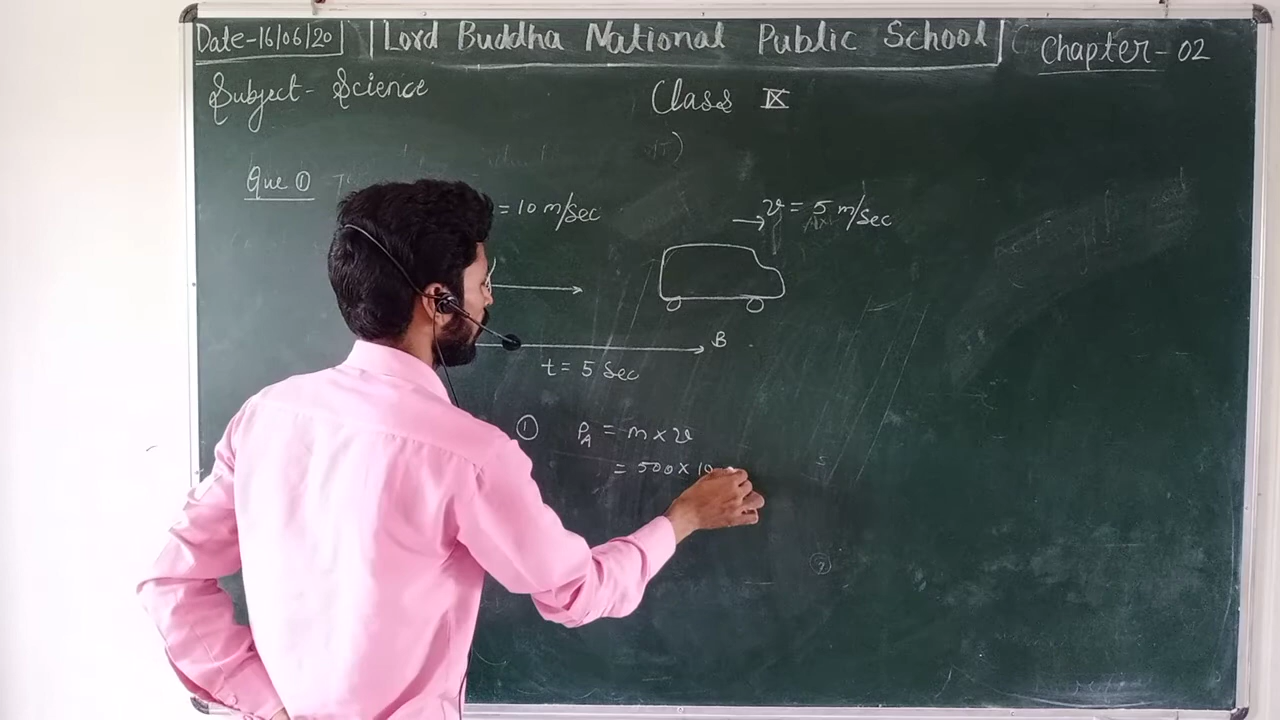 Date-16/06/20
Lord Buddha National Public School
Chapter-02
Subject- Science
Class IX
Que ①
= 10 m/sec
v = 5 m/sec
B
t = 5 Sec
① P_A = m × v
= 500 × 10